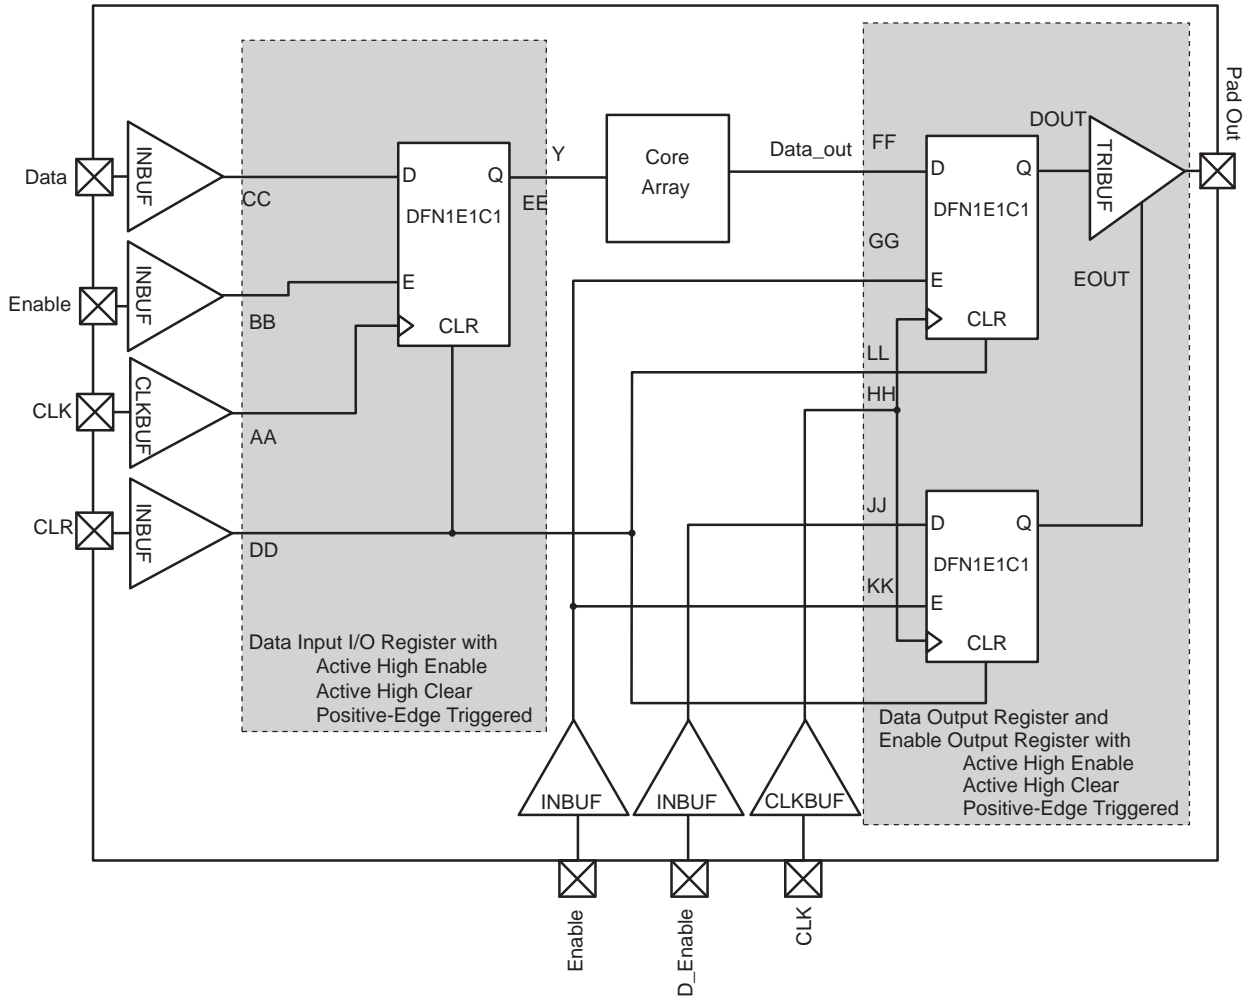 Data
INBUF
CC
D
Q
DFN1E1C1
E
CLR
Y
EE
Core
Array
Data_out
FF
GG
D
Q
DFN1E1C1
E
CLR
DOUT
TRIBUF
EOUT
Pad Out
Enable
INBUF
BB
CLK
CLKBUF
AA
LL
HH
CLR
INBUF
DD
JJ
KK
D
Q
DFN1E1C1
E
CLR
Data Input I/O Register with
Active High Enable
Active High Clear
Positive-Edge Triggered
Data Output Register and
Enable Output Register with
Active High Enable
Active High Clear
Positive-Edge Triggered
INBUF
INBUF
CLKBUF
Enable
D_Enable
CLK